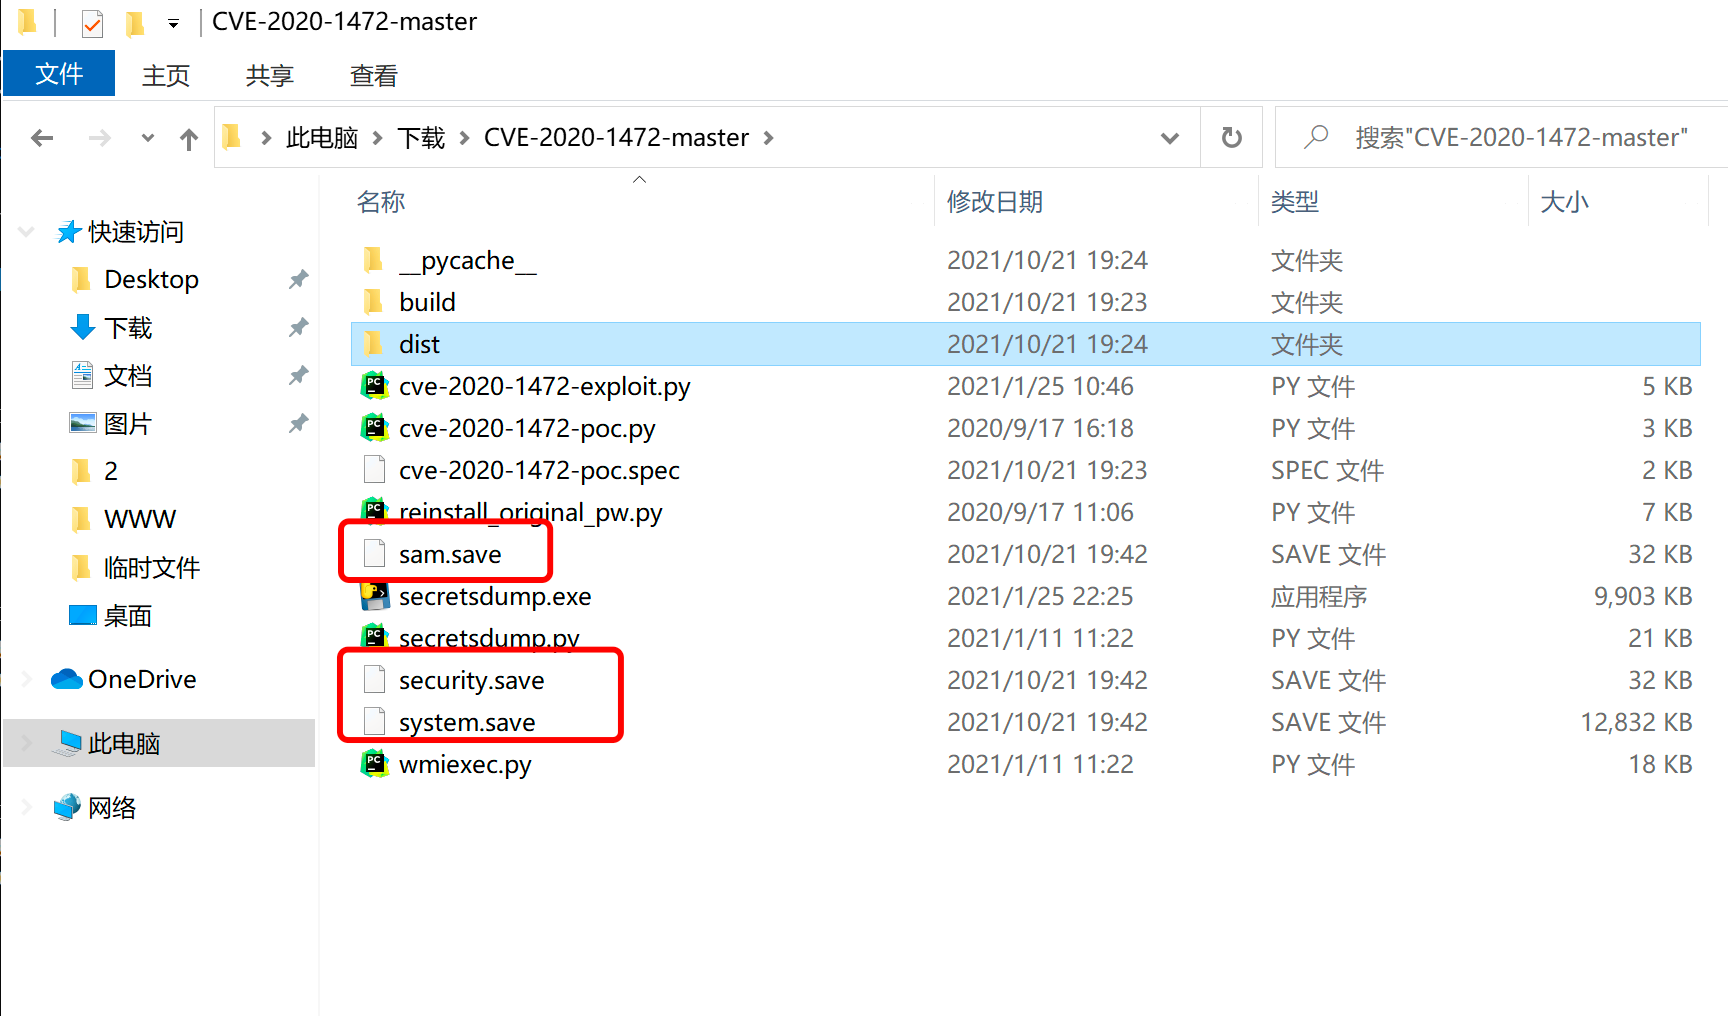 CVE-2020-1472-master
文件 主页 共享 查看
此电脑 下载 CVE-2020-1472-master 搜索"CVE-2020-1472-master"
名称 修改日期 类型 大小
快速访问
Desktop
下载
文档
图片
2
WWW
临时文件
桌面
OneDrive
此电脑
网络
__pycache__ 2021/10/21 19:24 文件夹
build 2021/10/21 19:23 文件夹
dist 2021/10/21 19:24 文件夹
cve-2020-1472-exploit.py 2021/1/25 10:46 PY 文件 5 KB
cve-2020-1472-poc.py 2020/9/17 16:18 PY 文件 3 KB
cve-2020-1472-poc.spec 2021/10/21 19:23 SPEC 文件 2 KB
reinstall_original_pw.py 2020/9/17 11:06 PY 文件 7 KB
sam.save 2021/10/21 19:42 SAVE 文件 32 KB
secretsdump.exe 2021/1/25 22:25 应用程序 9,903 KB
secretsdump.py 2021/1/11 11:22 PY 文件 21 KB
security.save 2021/10/21 19:42 SAVE 文件 32 KB
system.save 2021/10/21 19:42 SAVE 文件 12,832 KB
wmiexec.py 2021/1/11 11:22 PY 文件 18 KB